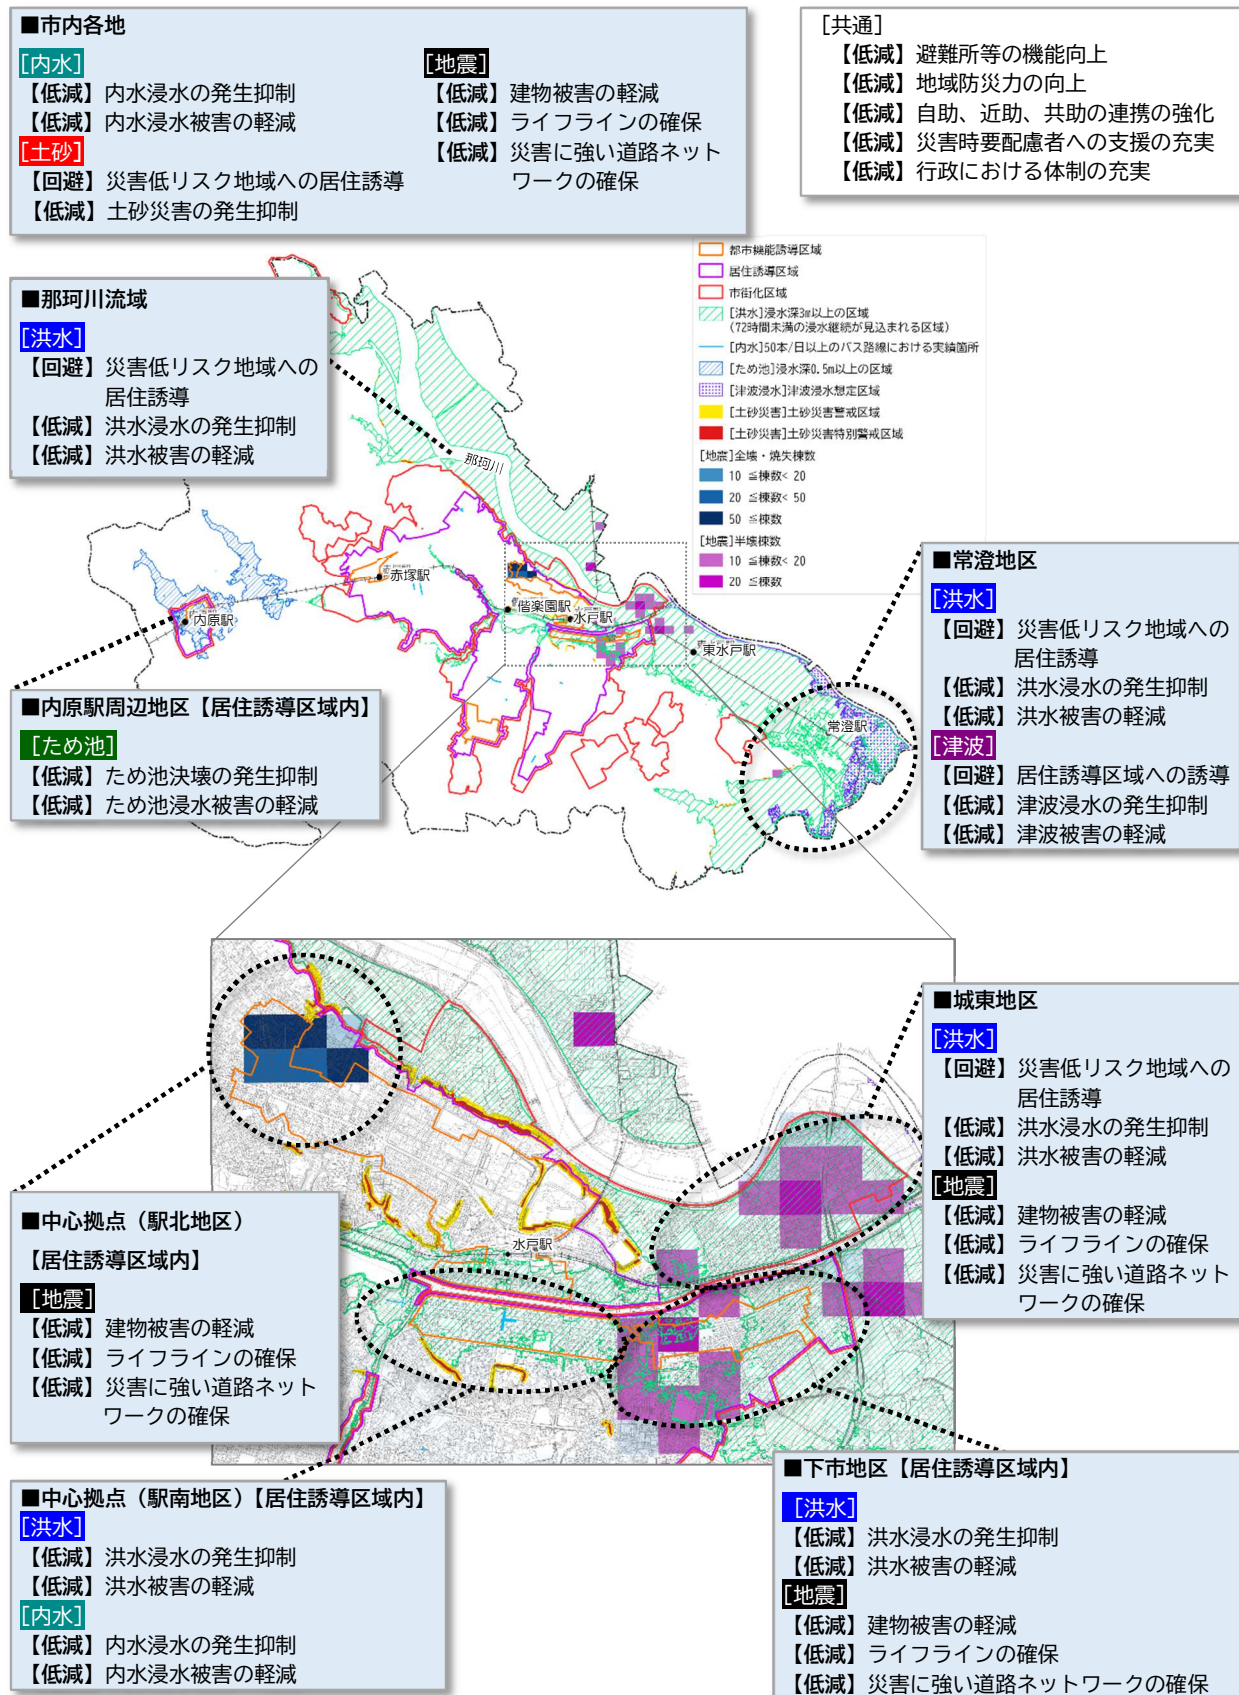 ■市内各地
[内水]
【低減】内水浸水の発生抑制
【低減】内水浸水被害の軽減
[土砂]
【回避】災害低リスク地域への居住誘導
【低減】土砂災害の発生抑制
[地震]
【低減】建物被害の軽減
【低減】ライフラインの確保
【低減】災害に強い道路ネット
ワークの確保
[共通]
【低減】避難所等の機能向上
【低減】地域防災力の向上
【低減】自助、近助、共助の連携の強化
【低減】災害時要配慮者への支援の充実
【低減】行政における体制の充実
都市機能誘導区域
居住誘導区域
市街化区域
[洪水]浸水深3m以上の区域
(72時間未満の浸水継続が見込まれる区域)
[内水]50本/日以上のバス路線における実績箇所
[ため池]浸水深0.5m以上の区域
[津波浸水]津波浸水想定区域
[土砂災害]土砂災害警戒区域
[土砂災害]土砂災害特別警戒区域
[地震]全壊・焼失棟数
10 ≦棟数< 20
20 ≦棟数< 50
50 ≦棟数
[地震]半壊棟数
10 ≦棟数< 20
20 ≦棟数
■那珂川流域
[洪水]
【回避】災害低リスク地域への
居住誘導
【低減】洪水浸水の発生抑制
【低減】洪水被害の軽減
那珂川
赤塚駅
内原駅
偕楽園駅
水戸駅
東水戸駅
常澄駅
■常澄地区
[洪水]
【回避】災害低リスク地域への
居住誘導
【低減】洪水浸水の発生抑制
【低減】洪水被害の軽減
[津波]
【回避】居住誘導区域への誘導
【低減】津波浸水の発生抑制
【低減】津波被害の軽減
■内原駅周辺地区【居住誘導区域内】
[ため池]
【低減】ため池決壊の発生抑制
【低減】ため池浸水被害の軽減
■城東地区
[洪水]
【回避】災害低リスク地域への
居住誘導
【低減】洪水浸水の発生抑制
【低減】洪水被害の軽減
[地震]
【低減】建物被害の軽減
【低減】ライフラインの確保
【低減】災害に強い道路ネット
ワークの確保
水戸駅
■中心拠点（駅北地区）
【居住誘導区域内】
[地震]
【低減】建物被害の軽減
【低減】ライフラインの確保
【低減】災害に強い道路ネット
ワークの確保
■中心拠点（駅南地区）【居住誘導区域内】
[洪水]
【低減】洪水浸水の発生抑制
【低減】洪水被害の軽減
[内水]
【低減】内水浸水の発生抑制
【低減】内水浸水被害の軽減
■下市地区【居住誘導区域内】
[洪水]
【低減】洪水浸水の発生抑制
【低減】洪水被害の軽減
[地震]
【低減】建物被害の軽減
【低減】ライフラインの確保
【低減】災害に強い道路ネットワークの確保